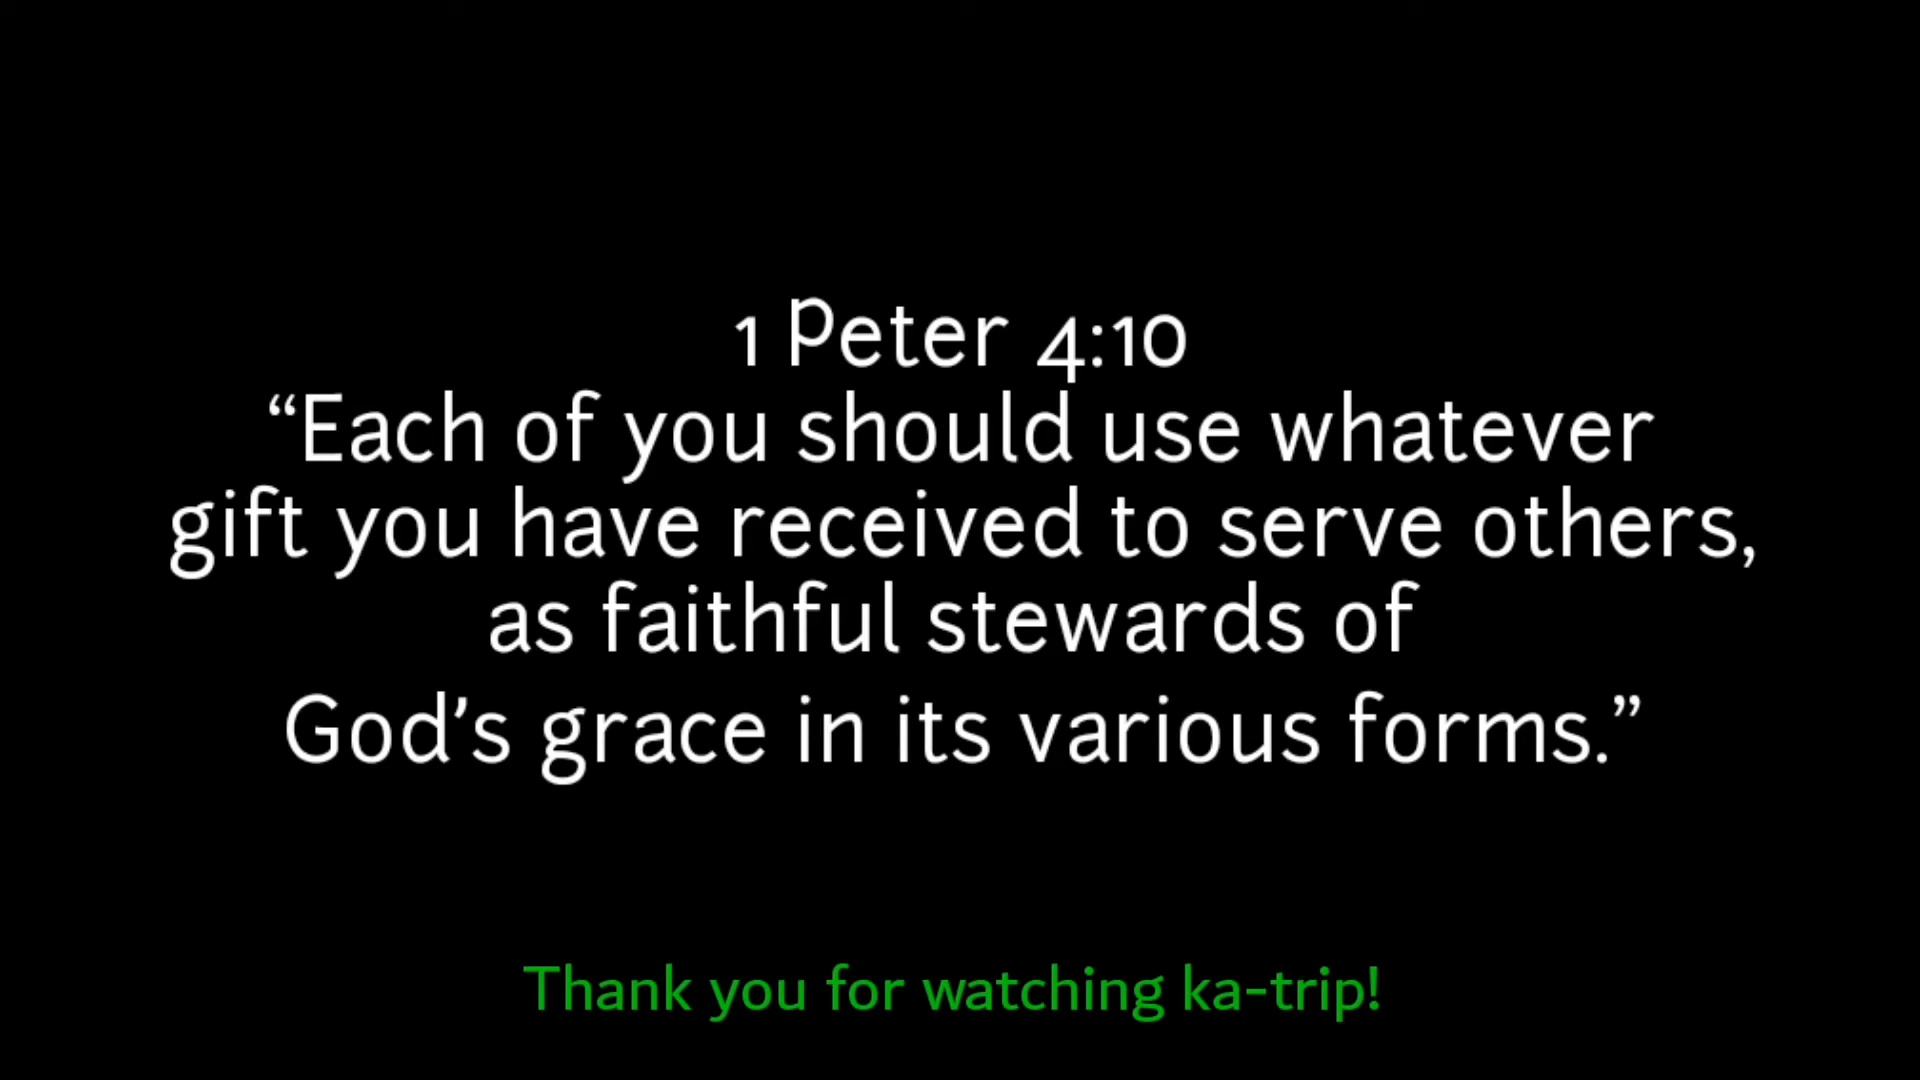 1 Peter 4:10
“Each of you should use whatever
gift you have received to serve others,
as faithful stewards of
God’s grace in its various forms.”
Thank you for watching ka-trip!